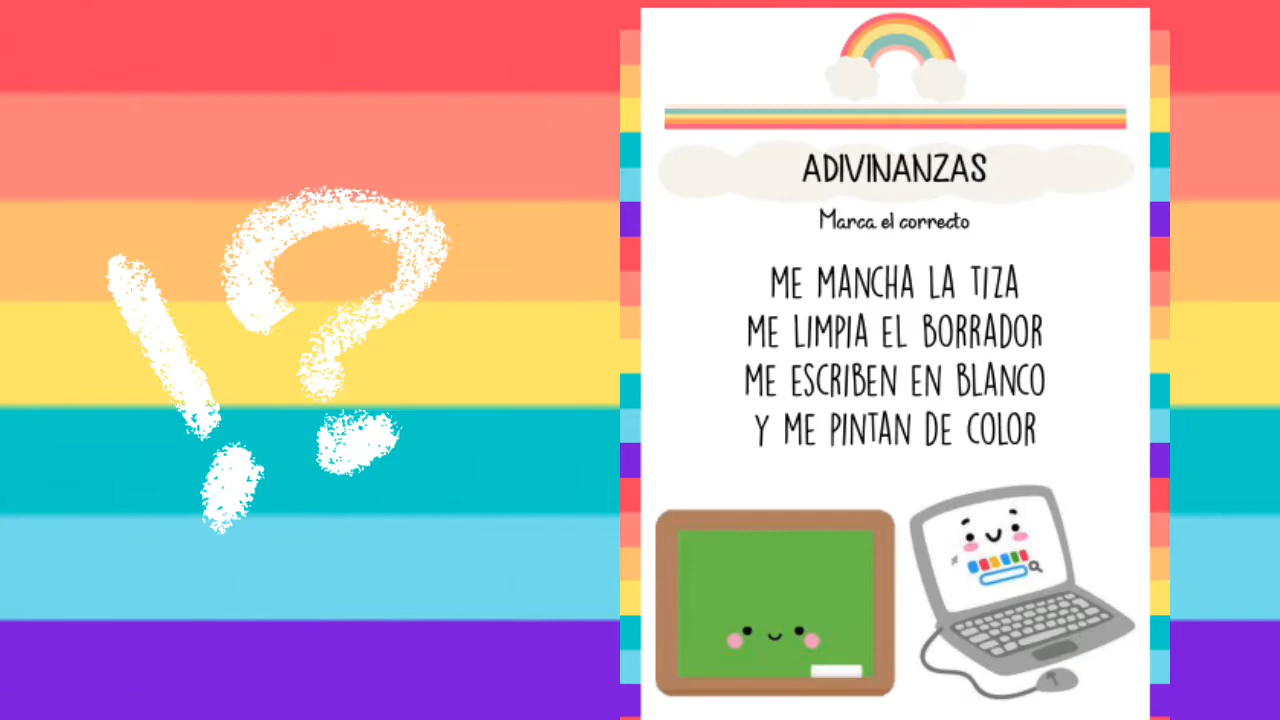 !?
ADIVINANZAS
Marca el correcto
ME MANCHA LA TIZA
ME LIMPIA EL BORRADOR
ME ESCRIBEN EN BLANCO
Y ME PINTAN DE COLOR